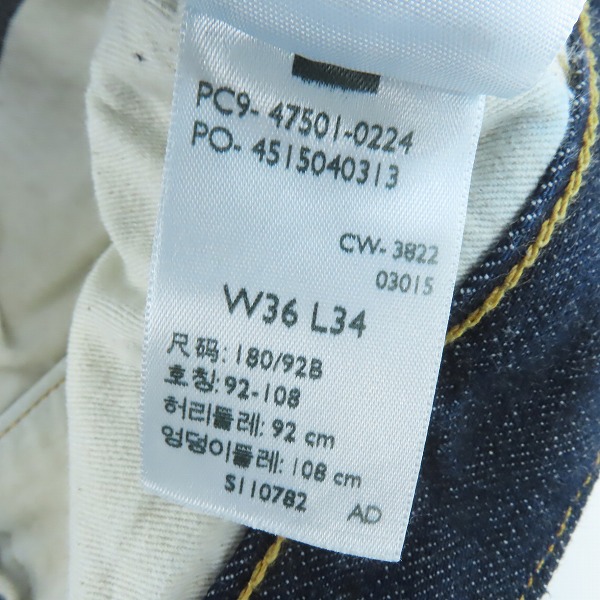 PC9- 47501-0224
PO- 4515040313
CW- 3822
03015
W36 L34
尺码: 180/92B
호칭: 92-108
허리둘레: 92 cm
엉덩이둘레: 108 cm
S110782
AD